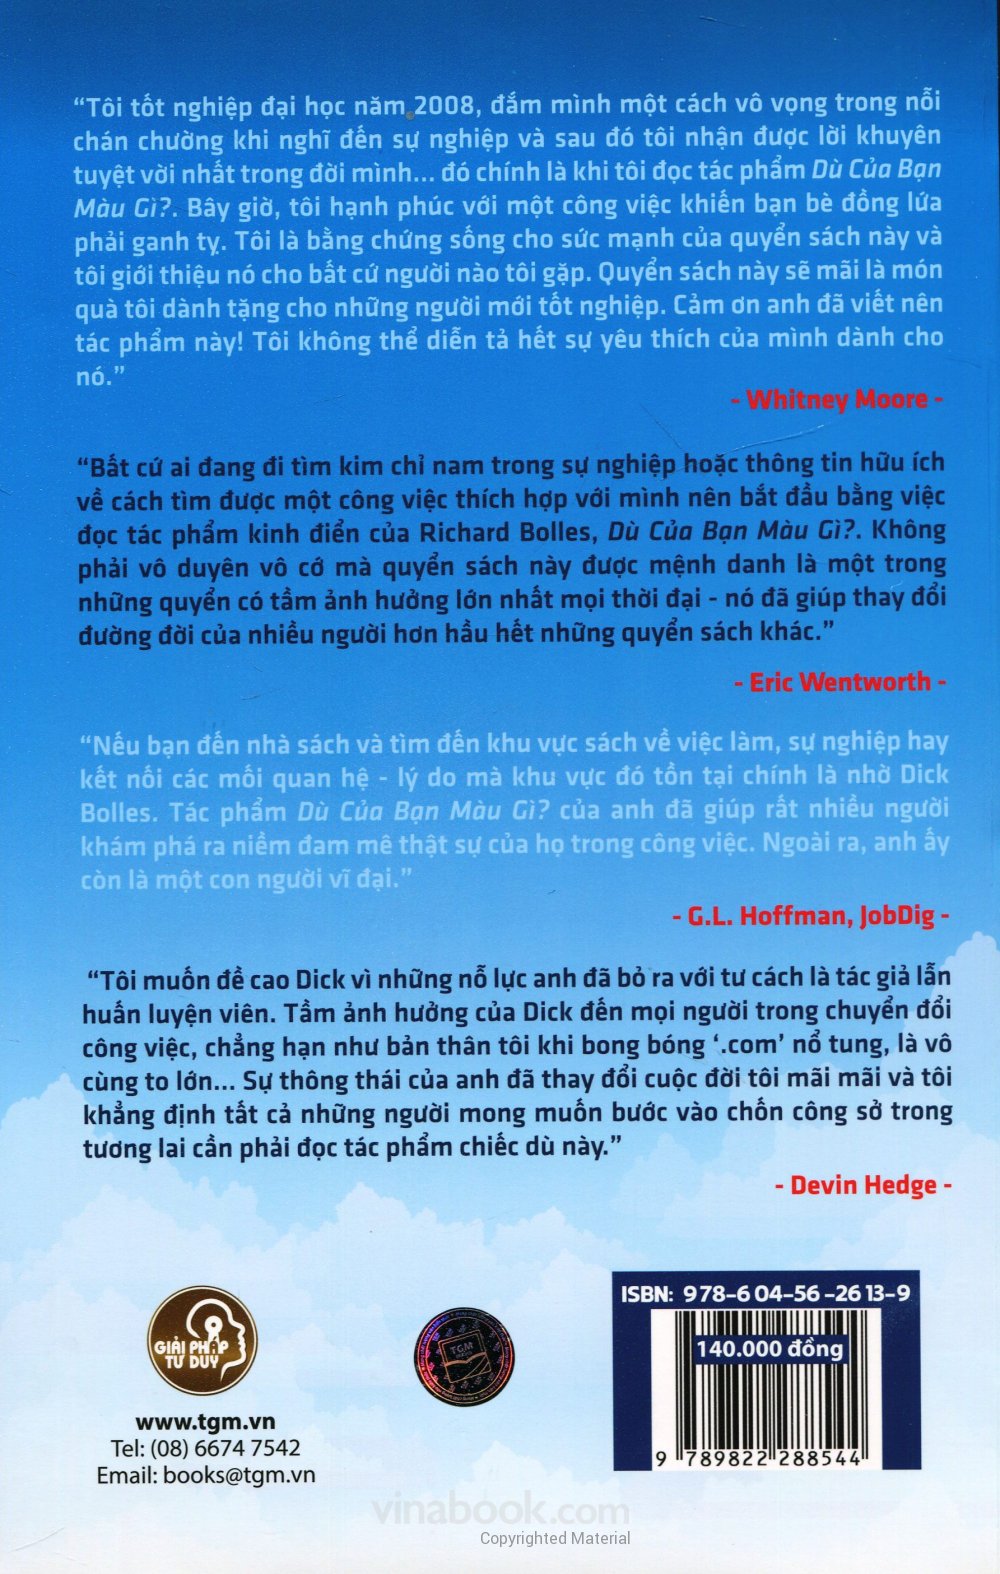 “Tôi tốt nghiệp đại học năm 2008, đắm mình một cách vô vọng trong nỗi
chán chường khi nghĩ đến sự nghiệp và sau đó tôi nhận được lời khuyên
tuyệt vời nhất trong đời mình... đó chính là khi tôi đọc tác phẩm Dù Của Bạn
Màu Gì?. Bây giờ, tôi hạnh phúc với một công việc khiến bạn bè đồng lứa
phải ganh tỵ. Tôi là bằng chứng sống cho sức mạnh của quyển sách này và
tôi giới thiệu nó cho bất cứ người nào tôi gặp. Quyển sách này sẽ mãi là món
quà tôi dành tặng cho những người mới tốt nghiệp. Cảm ơn anh đã viết nên
tác phẩm này! Tôi không thể diễn tả hết sự yêu thích của mình dành cho
nó.”
- Whitney Moore -
“Bất cứ ai đang đi tìm kim chỉ nam trong sự nghiệp hoặc thông tin hữu ích
về cách tìm được một công việc thích hợp với mình nên bắt đầu bằng việc
đọc tác phẩm kinh điển của Richard Bolles, Dù Của Bạn Màu Gì?. Không
phải vô duyên vô cớ mà quyển sách này được mệnh danh là một trong
những quyển có tầm ảnh hưởng lớn nhất mọi thời đại - nó đã giúp thay đổi
đường đời của nhiều người hơn hầu hết những quyển sách khác.”
- Eric Wentworth -
“Nếu bạn đến nhà sách và tìm đến khu vực sách về việc làm, sự nghiệp hay
kết nối các mối quan hệ - lý do mà khu vực đó tồn tại chính là nhờ Dick
Bolles. Tác phẩm Dù Của Bạn Màu Gì? của anh đã giúp rất nhiều người
khám phá ra niềm đam mê thật sự của họ trong công việc. Ngoài ra, anh ấy
còn là một con người vĩ đại.”
- G.L. Hoffman, JobDig -
“Tôi muốn đề cao Dick vì những nỗ lực anh đã bỏ ra với tư cách là tác giả lẫn
huấn luyện viên. Tầm ảnh hưởng của Dick đến mọi người trong chuyển đổi
công việc, chẳng hạn như bản thân tôi khi bong bóng ‘.com’ nổ tung, là vô
cùng to lớn... Sự thông thái của anh đã thay đổi cuộc đời tôi mãi mãi và tôi
khẳng định tất cả những người mong muốn bước vào chốn công sở trong
tương lai cần phải đọc tác phẩm chiếc dù này.”
- Devin Hedge -
GIẢI PHÁP
TƯ DUY
www.tgm.vn
Tel: (08) 6674 7542
Email: books@tgm.vn
TGM
ISBN: 978-604-56-2613-9
140.000 đồng
9 789822 288544
vinabook.com
Copyrighted Material